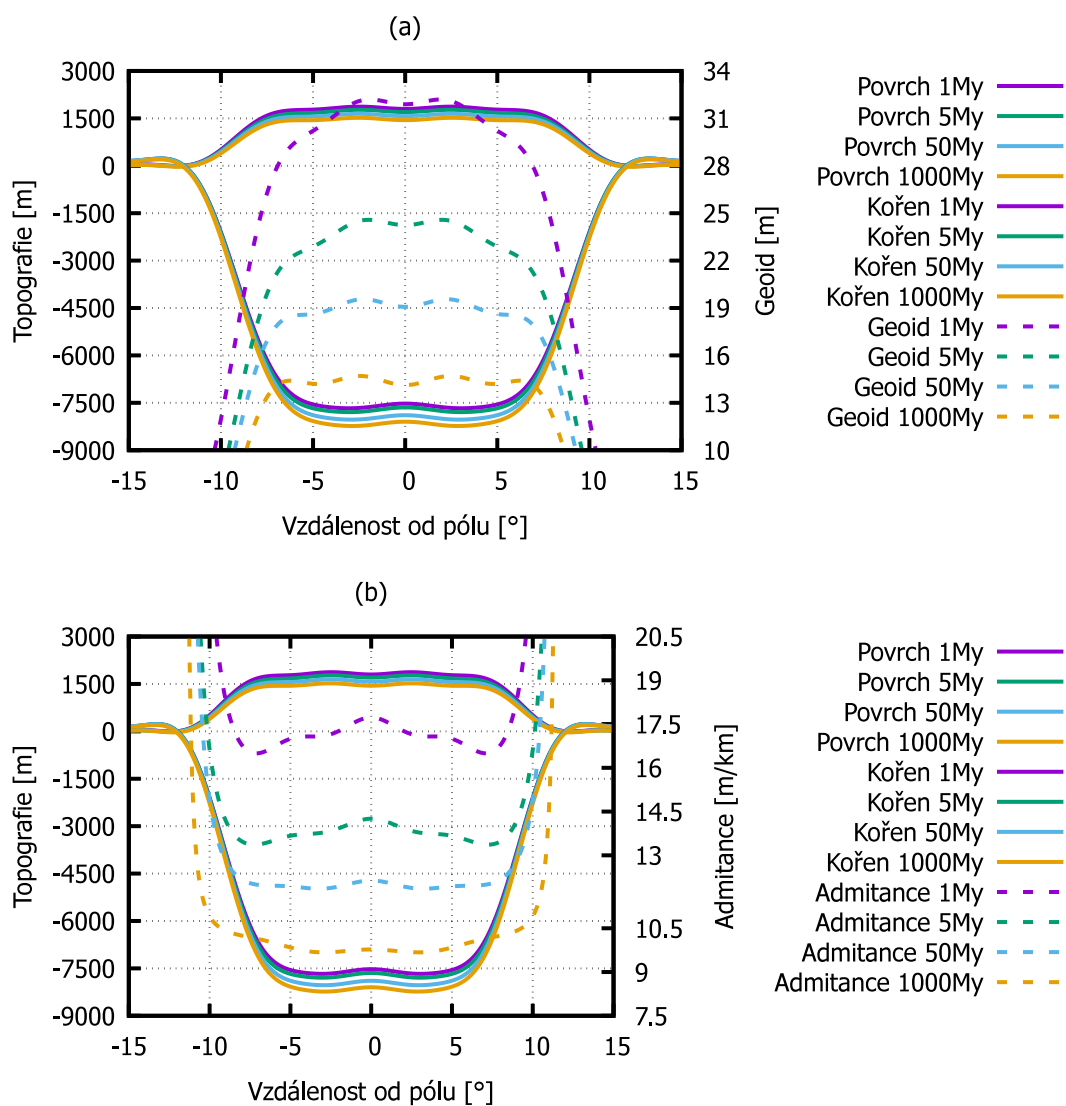 (a)
3000
1500
0
-1500
-3000
-4500
-6000
-7500
-9000
Topografie [m]
34
31
28
25
22
19
16
13
10
Geoid [m]
-15 -10 -5 0 5 10 15
Vzdálenost od pólu [°]
Povrch 1My
Povrch 5My
Povrch 50My
Povrch 1000My
Kořen 1My
Kořen 5My
Kořen 50My
Kořen 1000My
Geoid 1My
Geoid 5My
Geoid 50My
Geoid 1000My
(b)
3000
1500
0
-1500
-3000
-4500
-6000
-7500
-9000
Topografie [m]
20.5
19
17.5
16
14.5
13
10.5
9
7.5
Admitance [m/km]
-15 -10 -5 0 5 10 15
Vzdálenost od pólu [°]
Povrch 1My
Povrch 5My
Povrch 50My
Povrch 1000My
Kořen 1My
Kořen 5My
Kořen 50My
Kořen 1000My
Admitance 1My
Admitance 5My
Admitance 50My
Admitance 1000My